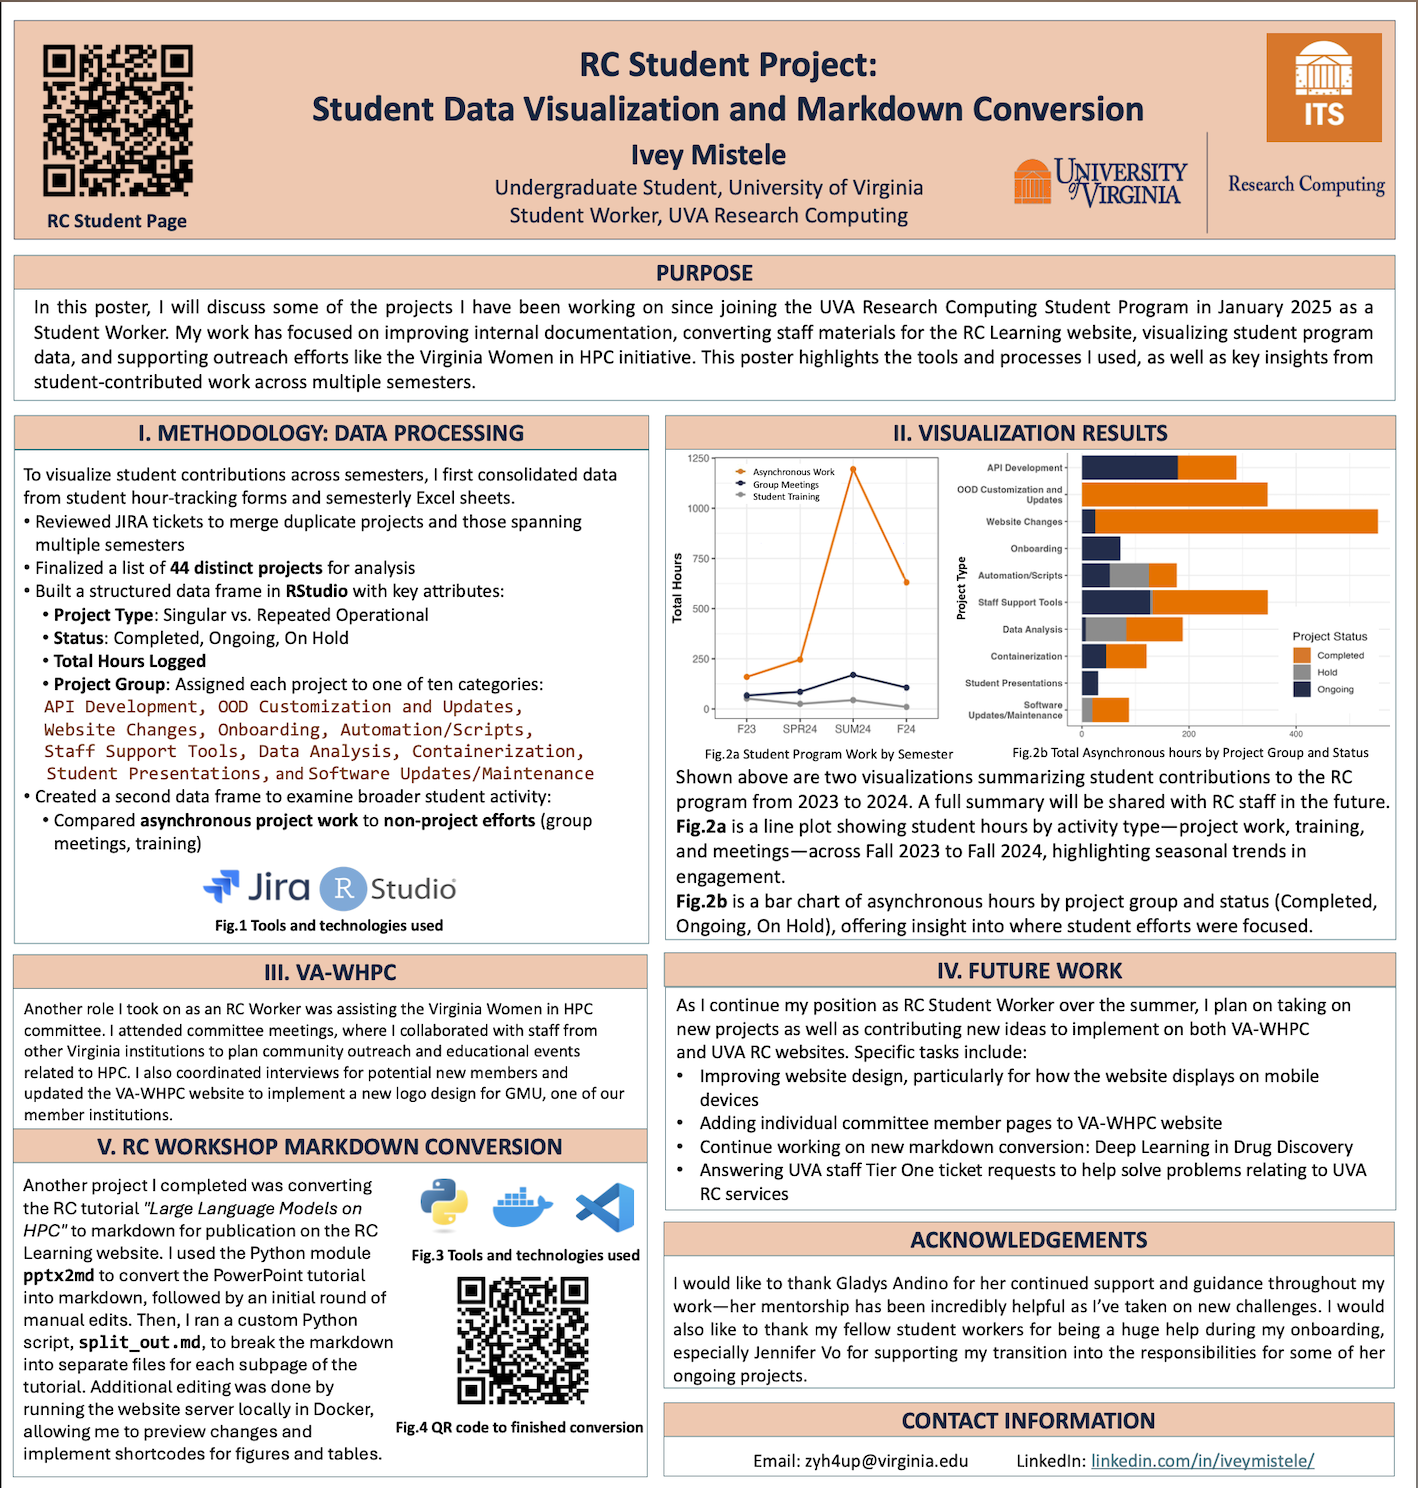 RC Student Project:
Student Data Visualization and Markdown Conversion
Ivey Mistele
Undergraduate Student, University of Virginia
Student Worker, UVA Research Computing
RC Student Page
ITS
UNIVERSITY
of VIRGINIA
Research Computing
PURPOSE
In this poster, I will discuss some of the projects I have been working on since joining the UVA Research Computing Student Program in January 2025 as a
Student Worker. My work has focused on improving internal documentation, converting staff materials for the RC Learning website, visualizing student program
data, and supporting outreach efforts like the Virginia Women in HPC initiative. This poster highlights the tools and processes I used, as well as key insights from
student-contributed work across multiple semesters.
I. METHODOLOGY: DATA PROCESSING
To visualize student contributions across semesters, I first consolidated data
from student hour-tracking forms and semesterly Excel sheets.
• Reviewed JIRA tickets to merge duplicate projects and those spanning
multiple semesters
• Finalized a list of 44 distinct projects for analysis
• Built a structured data frame in RStudio with key attributes:
• Project Type: Singular vs. Repeated Operational
• Status: Completed, Ongoing, On Hold
• Total Hours Logged
• Project Group: Assigned each project to one of ten categories:
API Development, OOD Customization and Updates,
Website Changes, Onboarding, Automation/Scripts,
Staff Support Tools, Data Analysis, Containerization,
Student Presentations, and Software Updates/Maintenance
• Created a second data frame to examine broader student activity:
• Compared asynchronous project work to non-project efforts (group
meetings, training)
Jira R Studio
Fig.1 Tools and technologies used
II. VISUALIZATION RESULTS
Total Hours
1250
1000
750
500
250
0
Asynchronous Work
Group Meetings
Student Training
F23 SPR24 SUM24 F24
Fig.2a Student Program Work by Semester
Project Type
API Development
OOD Customization and
Updates
Website Changes
Onboarding
Automation/Scripts
Staff Support Tools
Data Analysis
Containerization
Student Presentations
Software
Updates/Maintenance
0 200 400
Project Status
Completed
Hold
Ongoing
Fig.2b Total Asynchronous hours by Project Group and Status
Shown above are two visualizations summarizing student contributions to the RC
program from 2023 to 2024. A full summary will be shared with RC staff in the future.
Fig.2a is a line plot showing student hours by activity type—project work, training,
and meetings—across Fall 2023 to Fall 2024, highlighting seasonal trends in
engagement.
Fig.2b is a bar chart of asynchronous hours by project group and status (Completed,
Ongoing, On Hold), offering insight into where student efforts were focused.
III. VA-WHPC
Another role I took on as an RC Worker was assisting the Virginia Women in HPC
committee. I attended committee meetings, where I collaborated with staff from
other Virginia institutions to plan community outreach and educational events
related to HPC. I also coordinated interviews for potential new members and
updated the VA-WHPC website to implement a new logo design for GMU, one of our
member institutions.
IV. FUTURE WORK
As I continue my position as RC Student Worker over the summer, I plan on taking on
new projects as well as contributing new ideas to implement on both VA-WHPC
and UVA RC websites. Specific tasks include:
• Improving website design, particularly for how the website displays on mobile
devices
• Adding individual committee member pages to VA-WHPC website
• Continue working on new markdown conversion: Deep Learning in Drug Discovery
• Answering UVA staff Tier One ticket requests to help solve problems relating to UVA
RC services
V. RC WORKSHOP MARKDOWN CONVERSION
Another project I completed was converting
the RC tutorial "Large Language Models on
HPC" to markdown for publication on the RC
Learning website. I used the Python module
pptx2md to convert the PowerPoint tutorial
into markdown, followed by an initial round of
manual edits. Then, I ran a custom Python
script, split_out.md, to break the markdown
into separate files for each subpage of the
tutorial. Additional editing was done by
running the website server locally in Docker,
allowing me to preview changes and
implement shortcodes for figures and tables.
Fig.3 Tools and technologies used
Fig.4 QR code to finished conversion
ACKNOWLEDGEMENTS
I would like to thank Gladys Andino for her continued support and guidance throughout my
work—her mentorship has been incredibly helpful as I've taken on new challenges. I would
also like to thank my fellow student workers for being a huge help during my onboarding,
especially Jennifer Vo for supporting my transition into the responsibilities for some of her
ongoing projects.
CONTACT INFORMATION
Email: zyh4up@virginia.edu LinkedIn: linkedin.com/in/iveymistele/